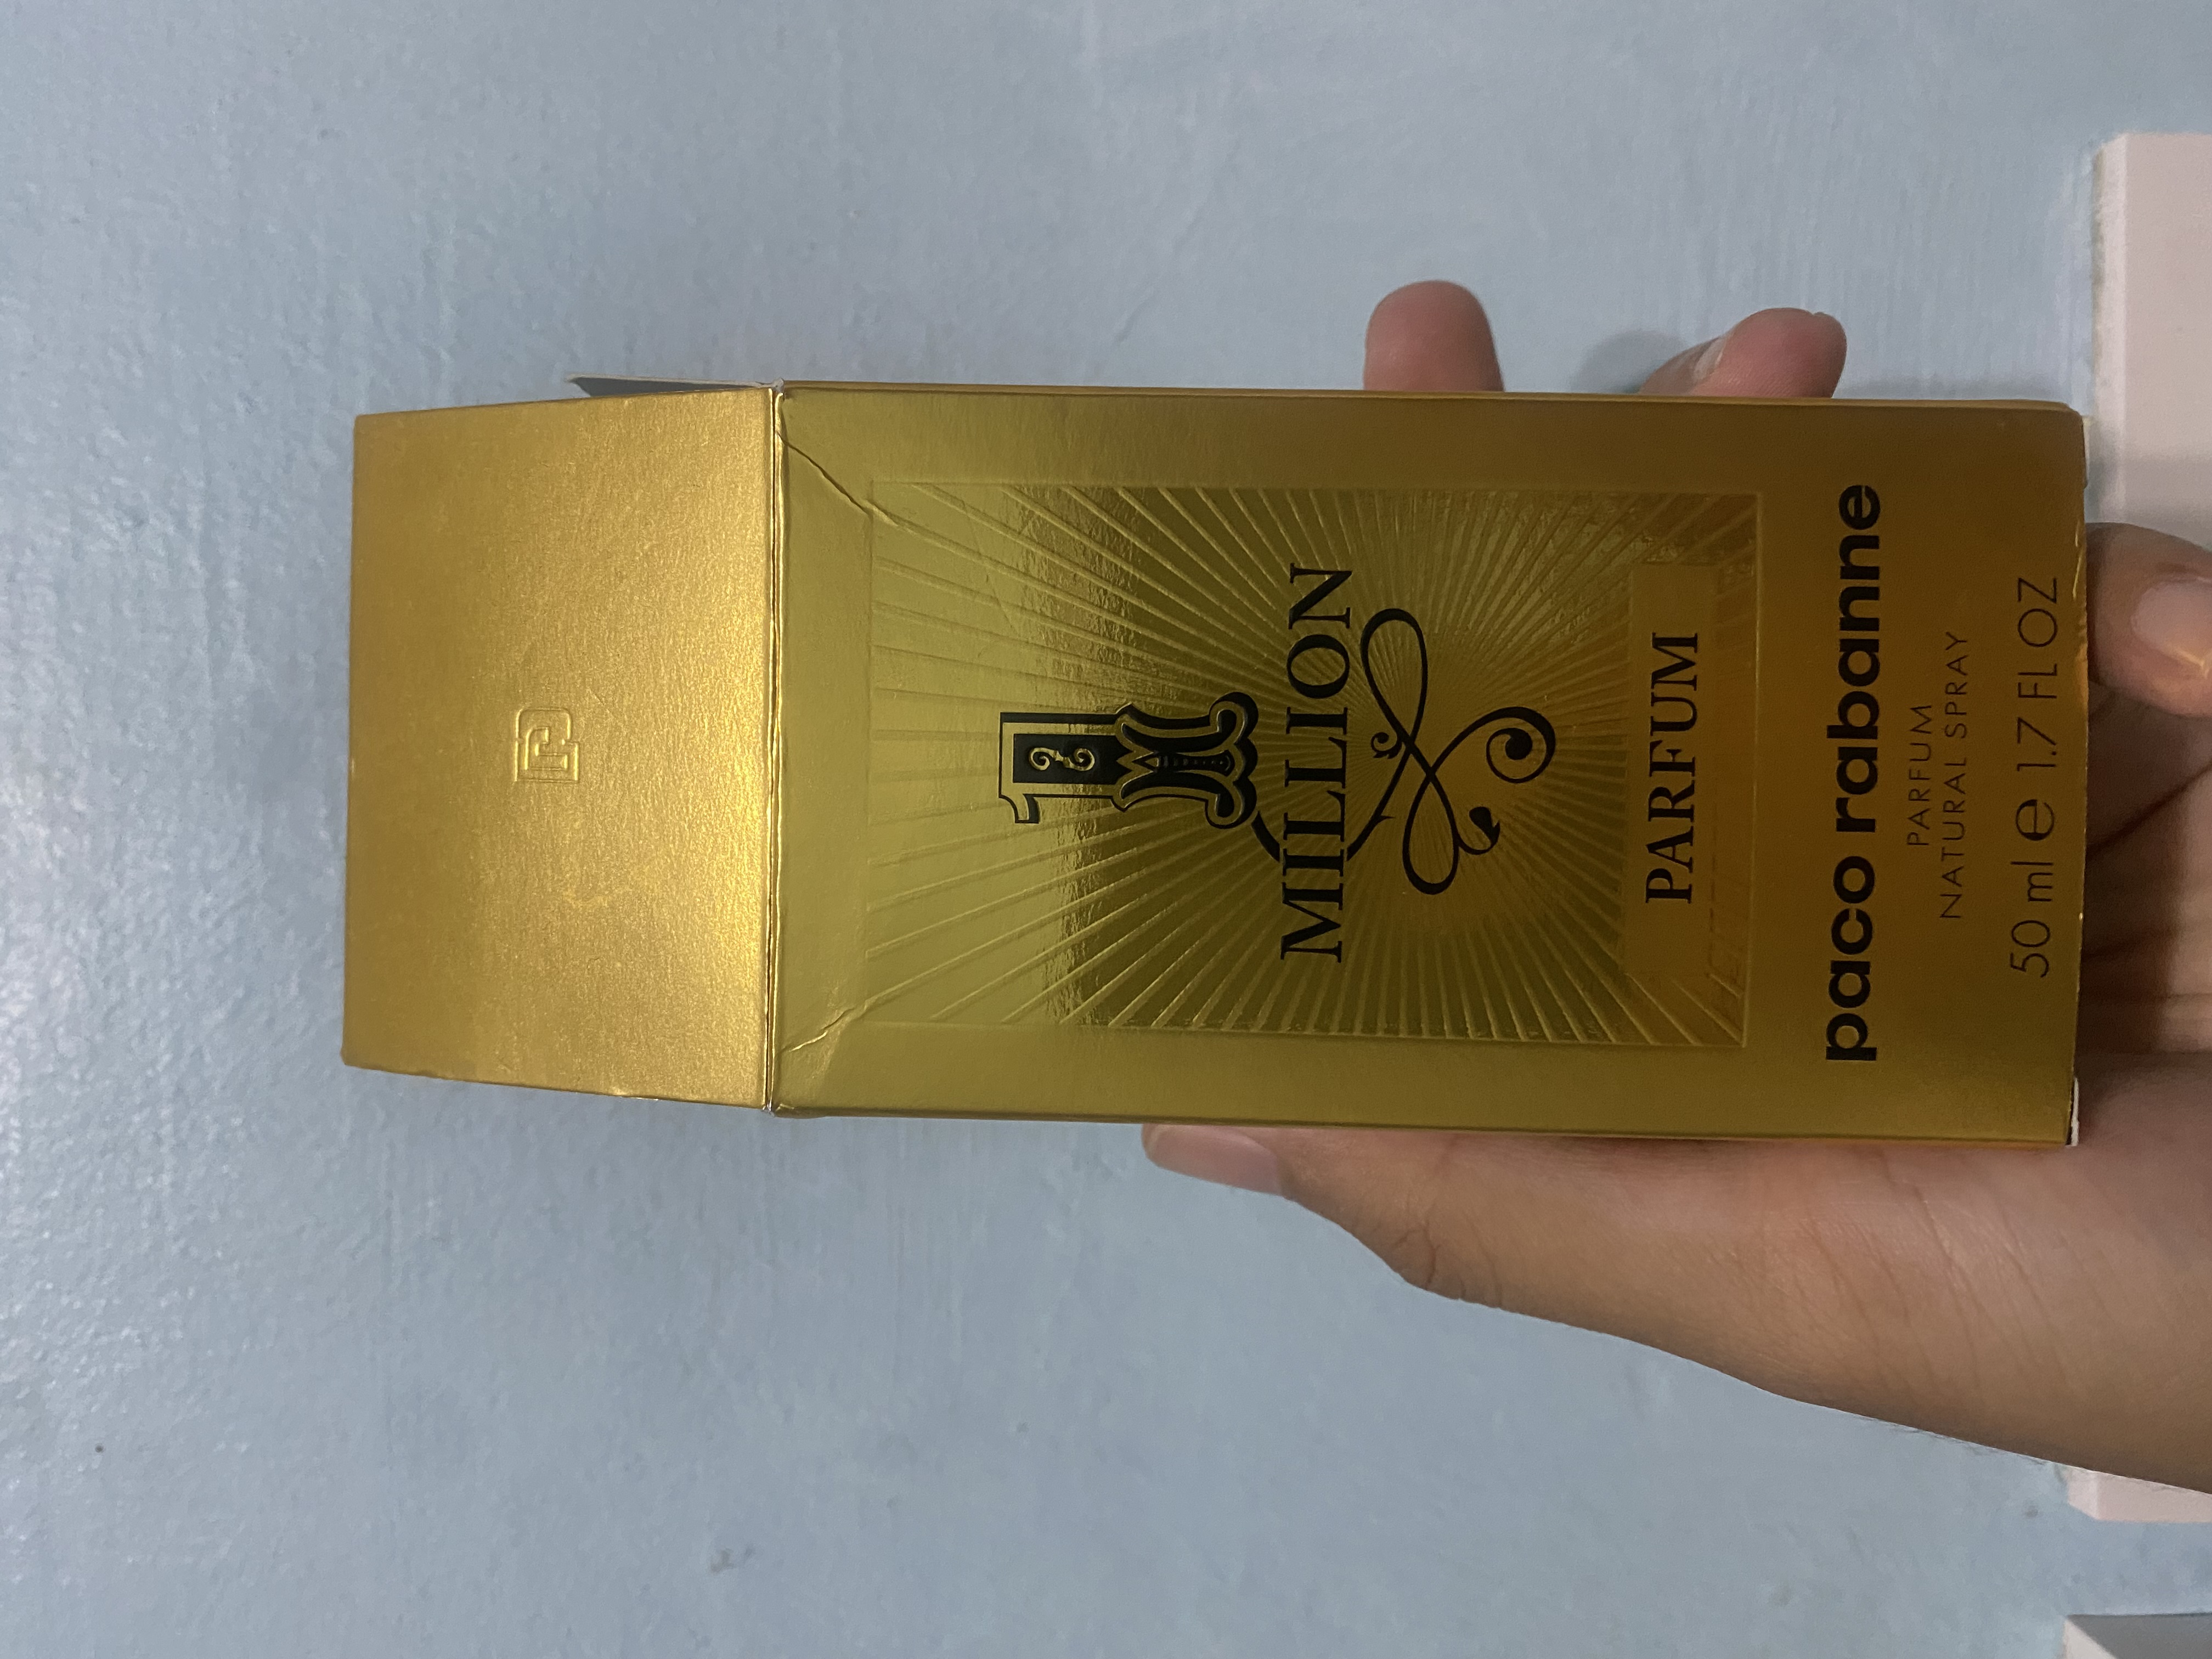 1
MILLION
PARFUM
paco rabanne
PARFUM
NATURAL SPRAY
50 ml e 1.7 FL OZ